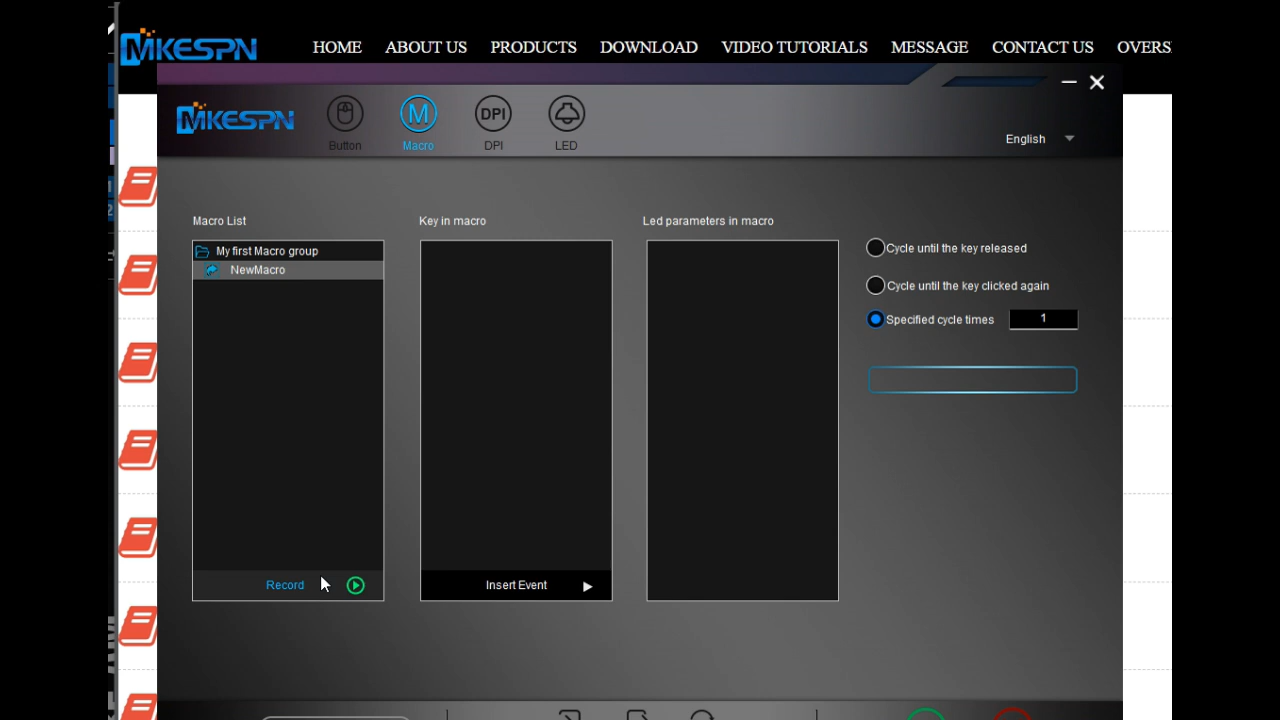 MKESPN HOME ABOUT US PRODUCTS DOWNLOAD VIDEO TUTORIALS MESSAGE CONTACT US OVERS
MKESPN M DPI
Button Macro DPI LED English
Macro List Key in macro Led parameters in macro
My first Macro group
NewMacro
Cycle until the key released
Cycle until the key clicked again
Specified cycle times 1
Record Insert Event